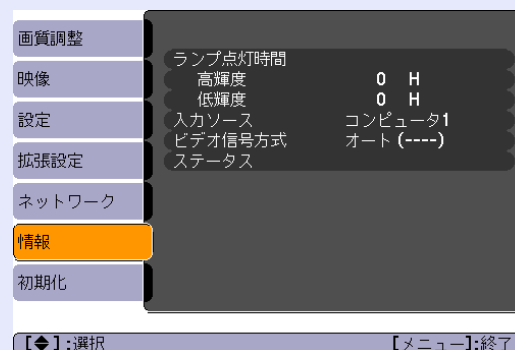 画質調整
映像
設定
拡張設定
ネットワーク
情報
初期化
ランプ点灯時間
高輝度 0 H
低輝度 0 H
入力ソース コンピュータ1
ビデオ信号方式 オート (----)
ステータス
【◆】:選択 【メニュー】:終了